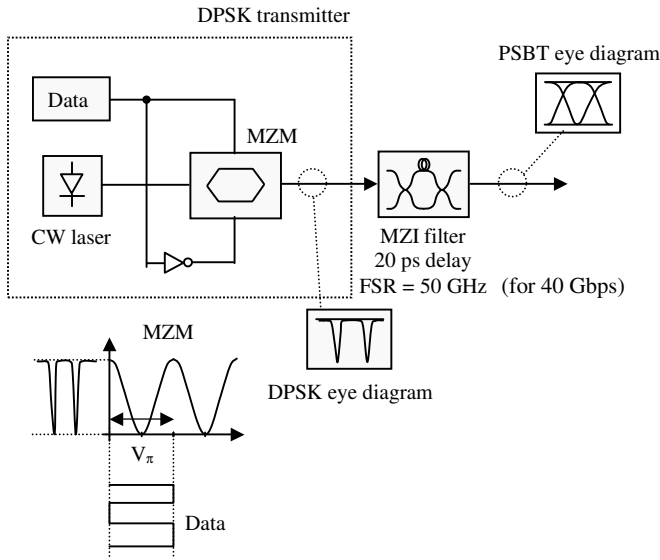 DPSK transmitter
PSBT eye diagram
Data
MZM
CW laser
MZI filter
20 ps delay
FSR = 50 GHz (for 40 Gbps)
DPSK eye diagram
MZM
Vπ
Data